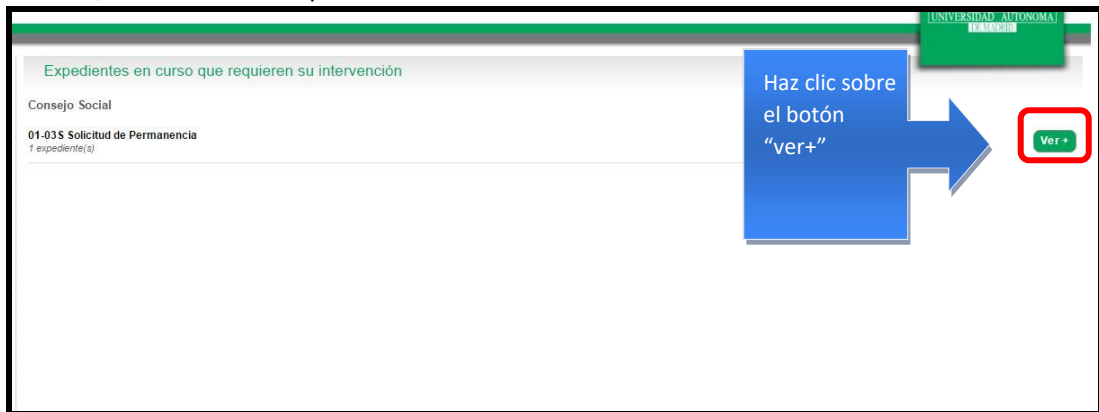 UNIVERSIDAD AUTONOMA
DE MADRID
Expedientes en curso que requieren su intervención
Consejo Social
01-03S Solicitud de Permanencia
1 expediente(s)
Haz clic sobre
el botón
“ver+”
Ver +